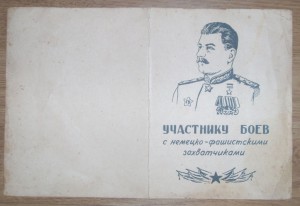 УЧАСТНИКУ БОЕВ
с немецко-фашистскими
захватчиками